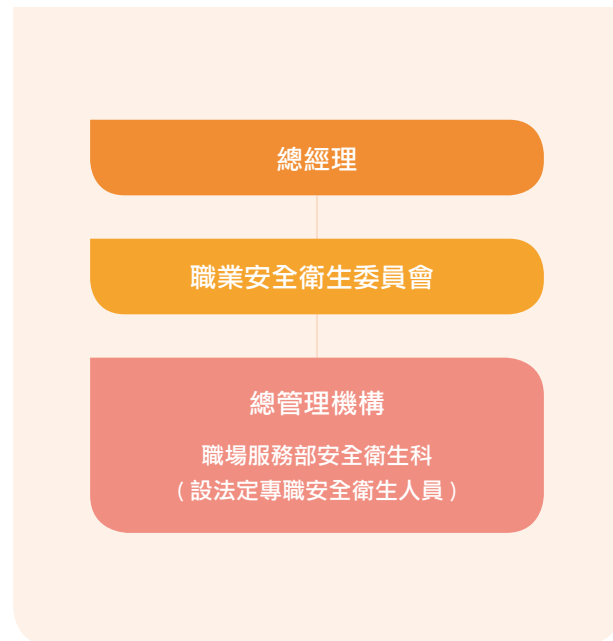 總經理
職業安全衛生委員會
總管理機構
職場服務部安全衛生科
（設法定專職安全衛生人員）